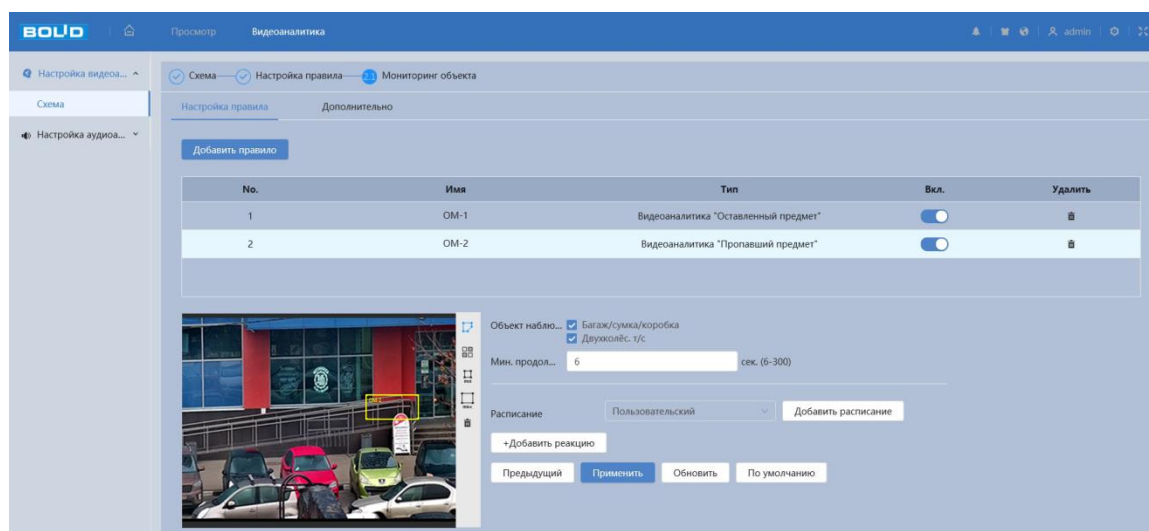 BOLID
Просмотр Видеоаналитика admin
Настройка видеоа...
Схема
Настройка аудиоа...
Схема Настройка правила 2.1 Мониторинг объекта
Настройка правила Дополнительно
Добавить правило
No. Имя Тип Вкл. Удалить
1 OM-1 Видеоаналитика "Оставленный предмет"
2 OM-2 Видеоаналитика "Пропавший предмет"
Объект наблю... Багаж/сумка/коробка
Двухколёс. т/с
Мин. продол... 6 сек. (6-300)
Расписание Пользовательский Добавить расписание
+Добавить реакцию
Предыдущий Применить Обновить По умолчанию